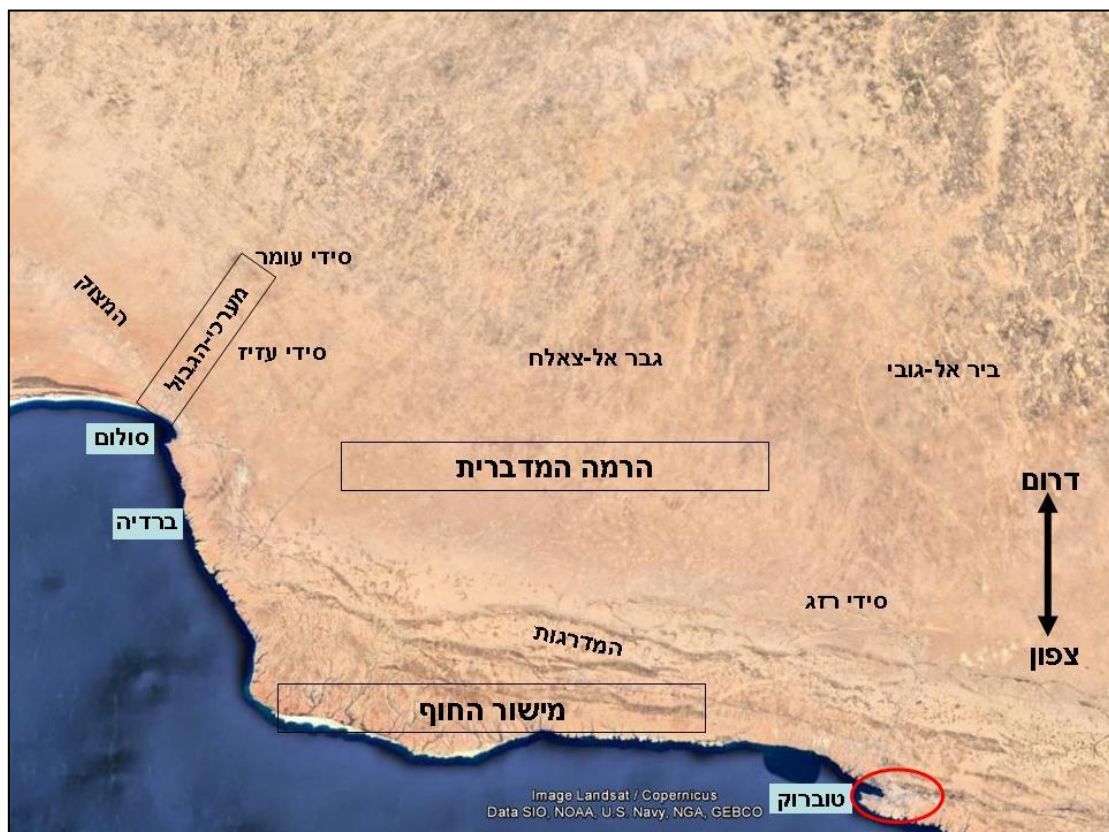 סידי עומר
המצוק
מערכי-הגבול
סידי עזיז
גבר אל-צאלח
ביר אל-גובי
סולום
הרמה המדברית
דרום
ברדיה
סידי רזג
המדרגות
צפון
מישור החוף
טוברוק
Image Landsat / Copernicus
Data SIO, NOAA, U.S. Navy, NGA, GEBCO